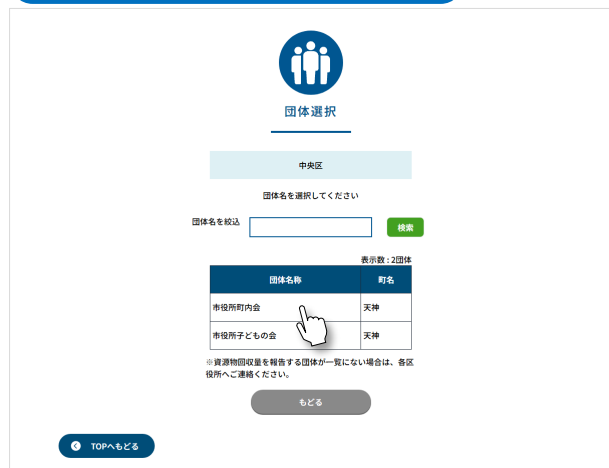 団体選択
中央区
団体名を選択してください
団体名を絞込
検索
表示数 : 2団体
団体名称 町名
市役所町内会 天神
市役所子どもの会 天神
※資源物回収量を報告する団体が一覧にない場合は、各区
役所へご連絡ください。
もどる
TOPへもどる